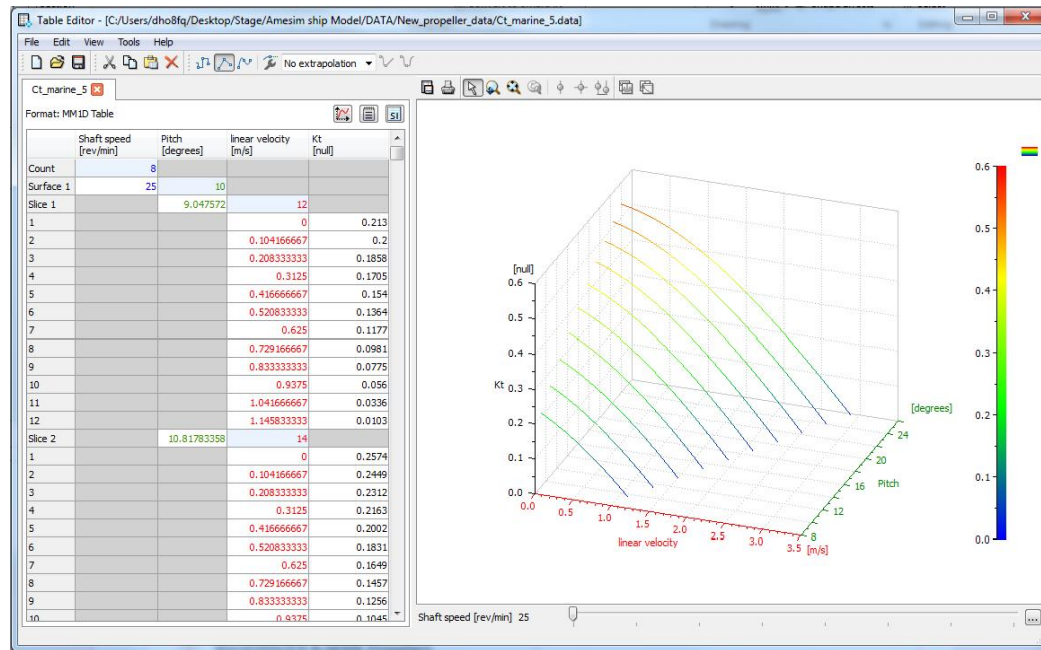 Table Editor - [C:/Users/dho8fq/Desktop/Stage/Amesim ship Model/DATA/New_propeller_data/Ct_marine_5.data]
File Edit View Tools Help
No extrapolation
Ct_marine_5
Format: MM1D Table
SI
Shaft speed [rev/min] Pitch [degrees] linear velocity [m/s] Kt [null]
Count 8
Surface 1 25 10
Slice 1 9.047572 12
1 0 0.213
2 0.104166667 0.2
3 0.208333333 0.1858
4 0.3125 0.1705
5 0.416666667 0.154
6 0.520833333 0.1364
7 0.625 0.1177
8 0.729166667 0.0981
9 0.833333333 0.0775
10 0.9375 0.056
11 1.041666667 0.0336
12 1.145833333 0.0103
Slice 2 10.81783358 14
1 0 0.2574
2 0.104166667 0.2449
3 0.208333333 0.2312
4 0.3125 0.2163
5 0.416666667 0.2002
6 0.520833333 0.1831
7 0.625 0.1649
8 0.729166667 0.1457
9 0.833333333 0.1256
10 0.9375 0.1045
[null]
0.6
0.5
0.4
Kt 0.3
0.2
0.1
0.0
0.0 0.5 1.0 1.5 2.0 2.5 3.0 3.5 [m/s]
linear velocity
8
12
16
Pitch
20
24
[degrees]
0.6
0.5
0.4
0.3
0.2
0.1
0.0
Shaft speed [rev/min] 25
...